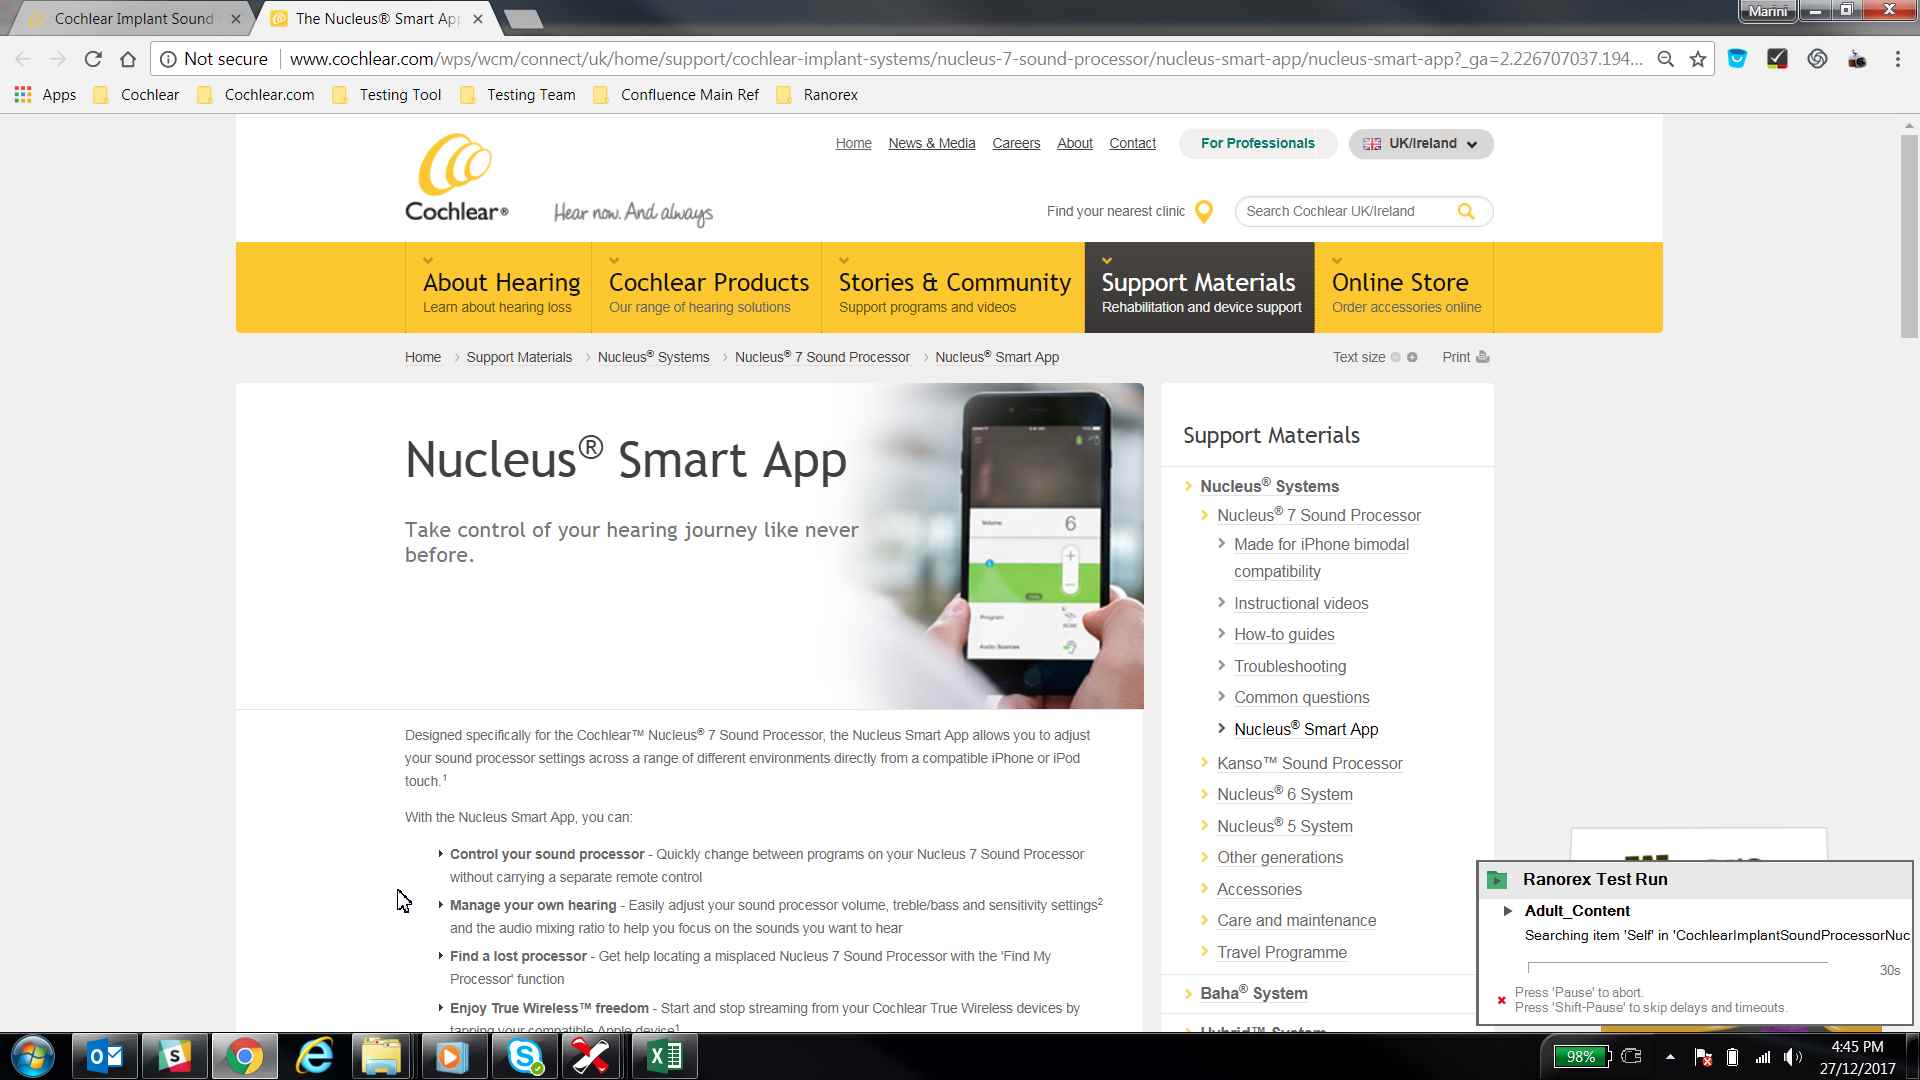 Cochlear Implant Sound
The Nucleus® Smart App
Marini
Not secure
www.cochlear.com/wps/wcm/connect/uk/home/support/cochlear-implant-systems/nucleus-7-sound-processor/nucleus-smart-app/nucleus-smart-app?_ga=2.226707037.194...
Apps Cochlear Cochlear.com Testing Tool Testing Team Confluence Main Ref Ranorex
Home News & Media Careers About Contact For Professionals UK/Ireland
Cochlear®
Hear now. And always
Find your nearest clinic
Search Cochlear UK/Ireland
About Hearing
Learn about hearing loss
Cochlear Products
Our range of hearing solutions
Stories & Community
Support programs and videos
Support Materials
Rehabilitation and device support
Online Store
Order accessories online
Home > Support Materials > Nucleus® Systems > Nucleus® 7 Sound Processor > Nucleus® Smart App
Text size
Print
Nucleus® Smart App
Take control of your hearing journey like never
before.
Volume
6
Program
Audio Sources
Designed specifically for the Cochlear™ Nucleus® 7 Sound Processor, the Nucleus Smart App allows you to adjust
your sound processor settings across a range of different environments directly from a compatible iPhone or iPod
touch.1
With the Nucleus Smart App, you can:
Control your sound processor - Quickly change between programs on your Nucleus 7 Sound Processor
without carrying a separate remote control
Manage your own hearing - Easily adjust your sound processor volume, treble/bass and sensitivity settings2
and the audio mixing ratio to help you focus on the sounds you want to hear
Find a lost processor - Get help locating a misplaced Nucleus 7 Sound Processor with the 'Find My
Processor' function
Enjoy True Wireless™ freedom - Start and stop streaming from your Cochlear True Wireless devices by
tapping your compatible Apple device1
Support Materials
Nucleus® Systems
Nucleus® 7 Sound Processor
Made for iPhone bimodal
compatibility
Instructional videos
How-to guides
Troubleshooting
Common questions
Nucleus® Smart App
Kanso™ Sound Processor
Nucleus® 6 System
Nucleus® 5 System
Other generations
Accessories
Care and maintenance
Travel Programme
Baha® System
Hybrid™ System
Ranorex Test Run
Adult_Content
Searching item 'Self' in 'CochlearImplantSoundProcessorNuc
30s
Press 'Pause' to abort.
Press 'Shift-Pause' to skip delays and timeouts.
98%
4:45 PM
27/12/2017